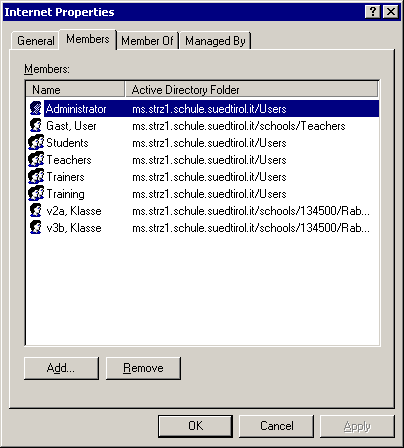 Internet Properties
General Members Member Of Managed By
Members:
Name Active Directory Folder
Administrator ms.strz1.schule.suedtirol.it/Users
Gast, User ms.strz1.schule.suedtirol.it/schools/Teachers
Students ms.strz1.schule.suedtirol.it/Users
Teachers ms.strz1.schule.suedtirol.it/Users
Trainers ms.strz1.schule.suedtirol.it/Users
Training ms.strz1.schule.suedtirol.it/Users
v2a, Klasse ms.strz1.schule.suedtirol.it/schools/134500/Rab...
v3b, Klasse ms.strz1.schule.suedtirol.it/schools/134500/Rab...
Add... Remove
OK Cancel Apply